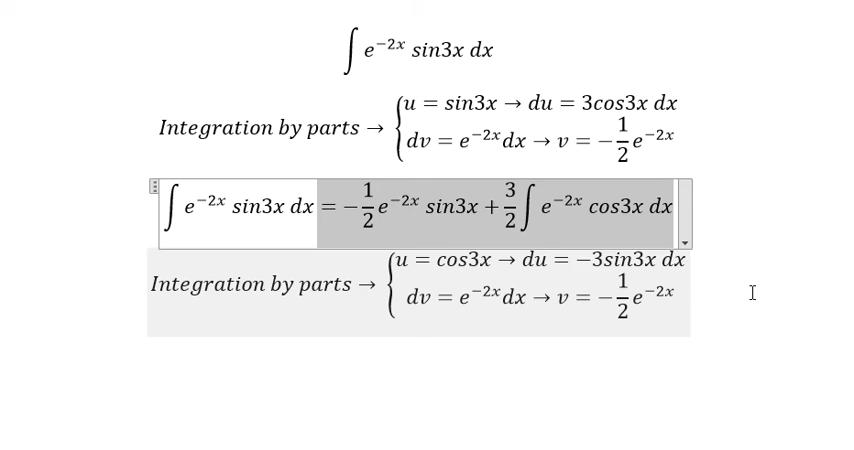 ∫ e^{−2x} sin3x dx
Integration by parts → { u = sin3x → du = 3cos3x dx
dv = e^{−2x}dx → v = −1/2 e^{−2x}
∫ e^{−2x} sin3x dx = −1/2 e^{−2x} sin3x + 3/2 ∫ e^{−2x} cos3x dx
Integration by parts → { u = cos3x → du = −3sin3x dx
dv = e^{−2x}dx → v = −1/2 e^{−2x}